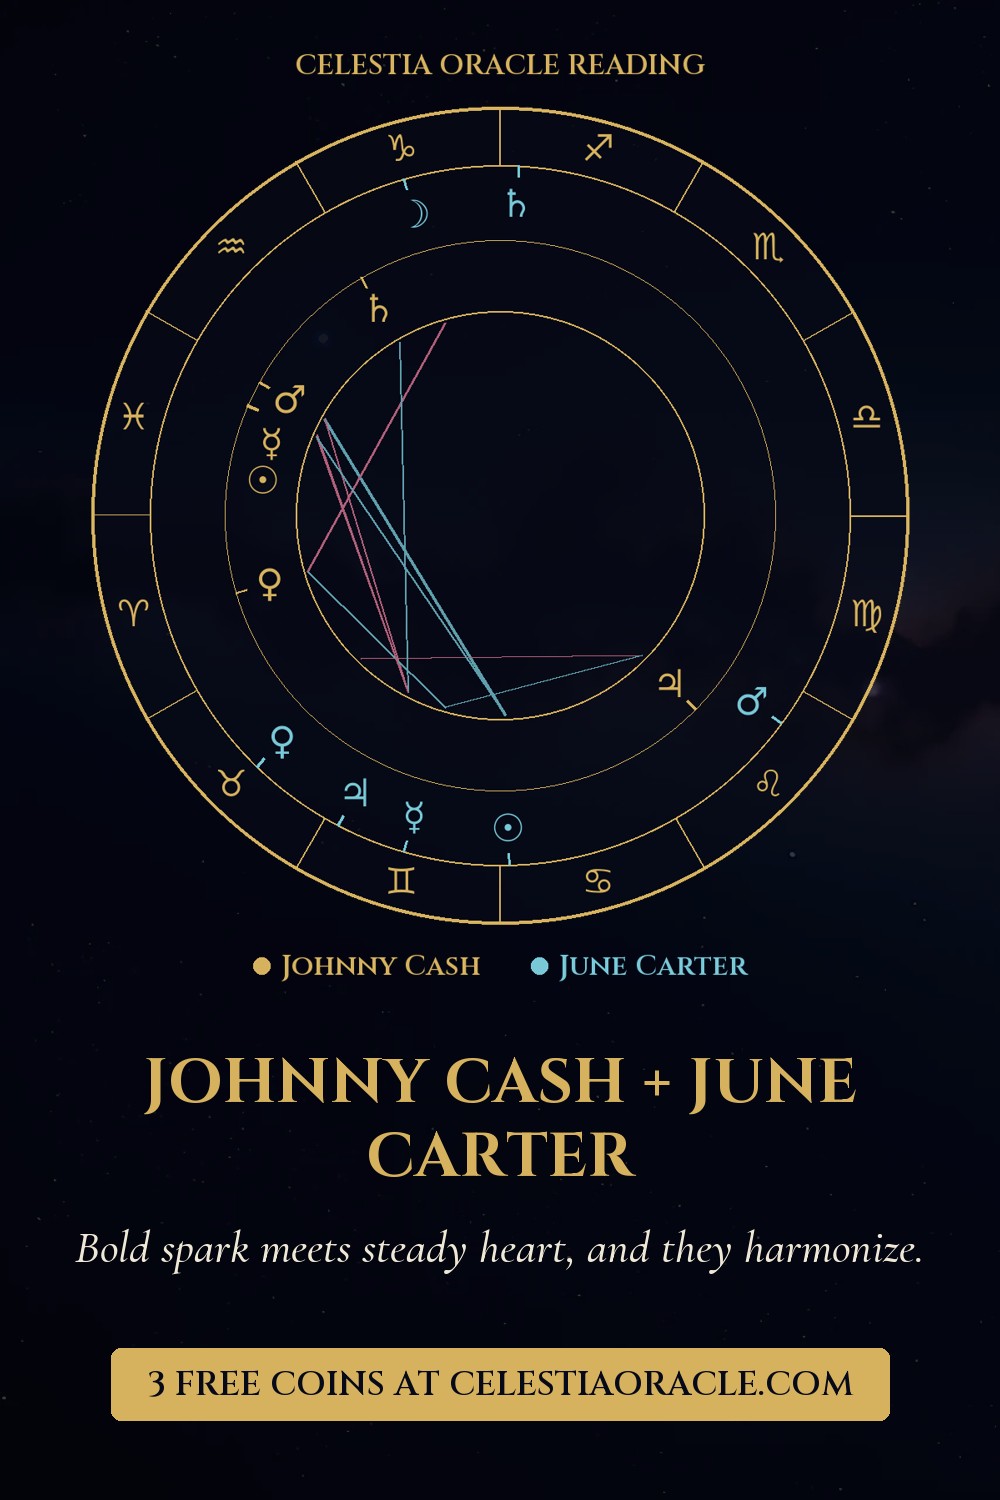 CELESTIA ORACLE READING
JOHNNY CASH
JUNE CARTER
JOHNNY CASH + JUNE
CARTER
Bold spark meets steady heart, and they harmonize.
3 FREE COINS AT CELESTIAORACLE.COM